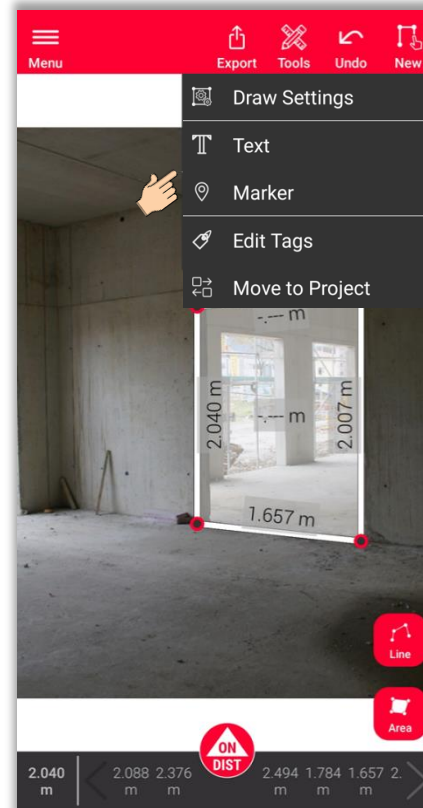 Menu
Export
Tools
Undo
New
Draw Settings
Text
Marker
Edit Tags
Move to Project
-.--- m
2.040 m
-.--- m
2.007 m
1.657 m
Line
Area
ON
DIST
2.040 2.088 2.376 2.494 1.784 1.657 2.
m m m m m m